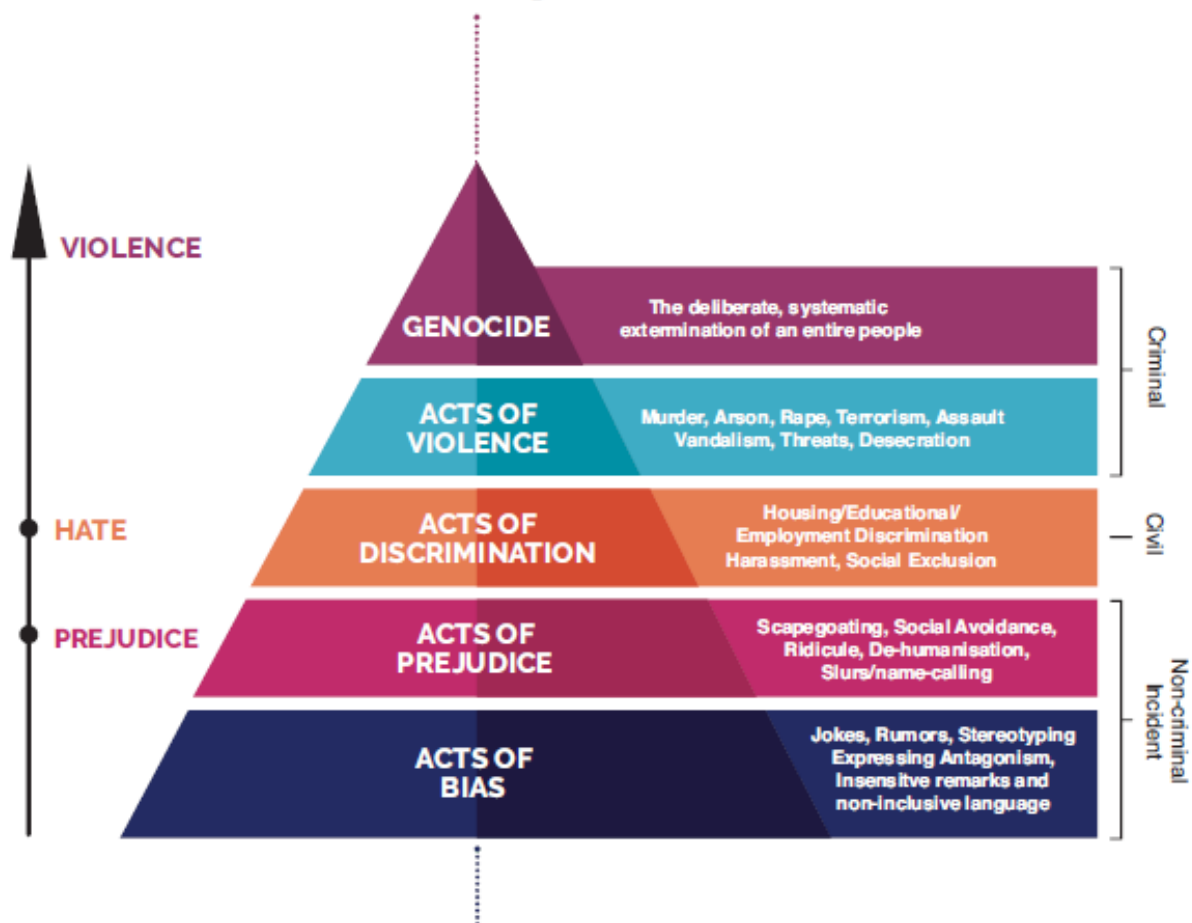 VIOLENCE
GENOCIDE
The deliberate, systematic
extermination of an entire people
Criminal
ACTS OF
VIOLENCE
Murder, Arson, Rape, Terrorism, Assault
Vandalism, Threats, Desecration
HATE
ACTS OF
DISCRIMINATION
Housing/Educational/
Employment Discrimination
Harassment, Social Exclusion
Civil
PREJUDICE
ACTS OF
PREJUDICE
Scapegoating, Social Avoidance,
Ridicule, De-humanisation,
Slurs/name-calling
Non-criminal
Incident
ACTS OF
BIAS
Jokes, Rumors, Stereotyping
Expressing Antagonism,
Insensitve remarks and
non-inclusive language